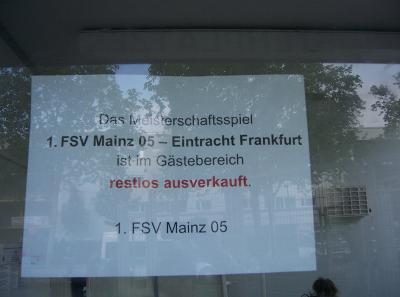 Das Meisterschaftsspiel
1. FSV Mainz 05 – Eintracht Frankfurt
ist im Gästebereich
restlos ausverkauft.
1. FSV Mainz 05